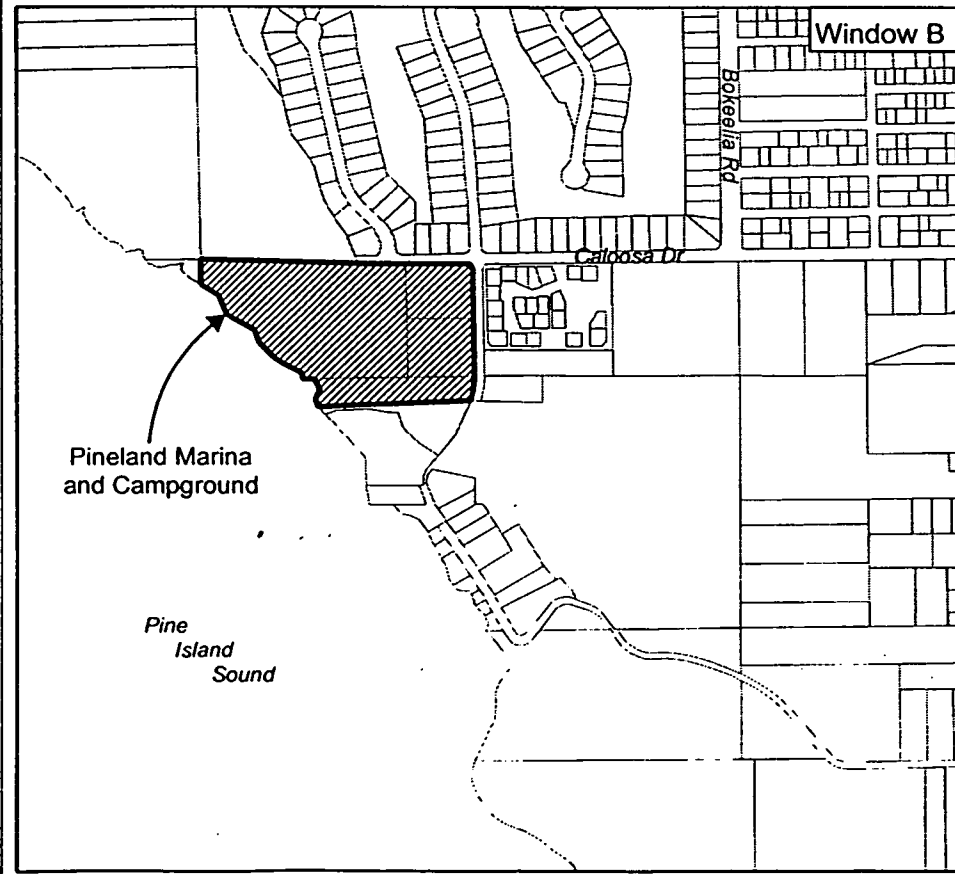 Window B
Bokeelia Rd
Caloosa Dr
Pineland Marina
and Campground
Pine
Island
Sound